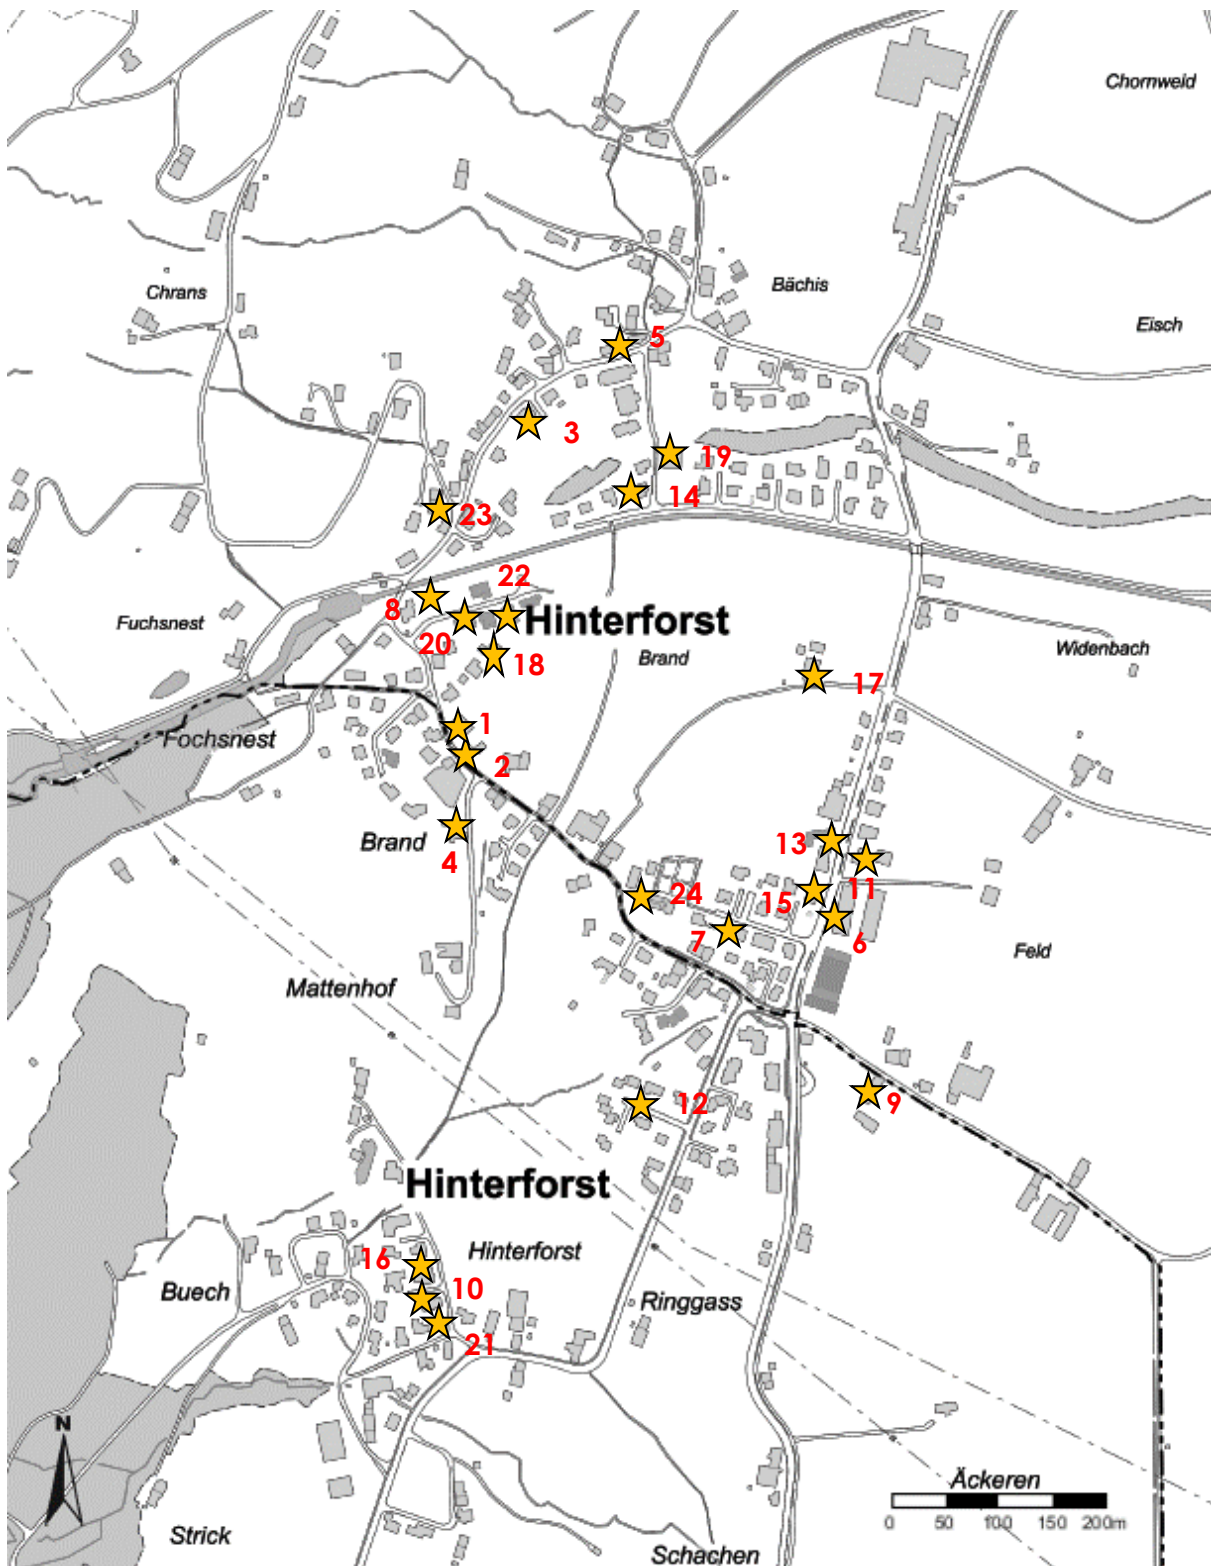 Chornweid
Bächis
Chrans
Eisch
5
3
19
14
23
22
8
Fuchsnest
Hinterforst
20
Brand
Widenbach
18
17
1
Fochsnest
2
Brand
13
4
11
24
15
7
6
Feld
Mattenhof
9
12
Hinterforst
Hinterforst
16
10
Buech
Ringgass
21
N
Äckeren
0 50 100 150 200m
Strick
Schachen